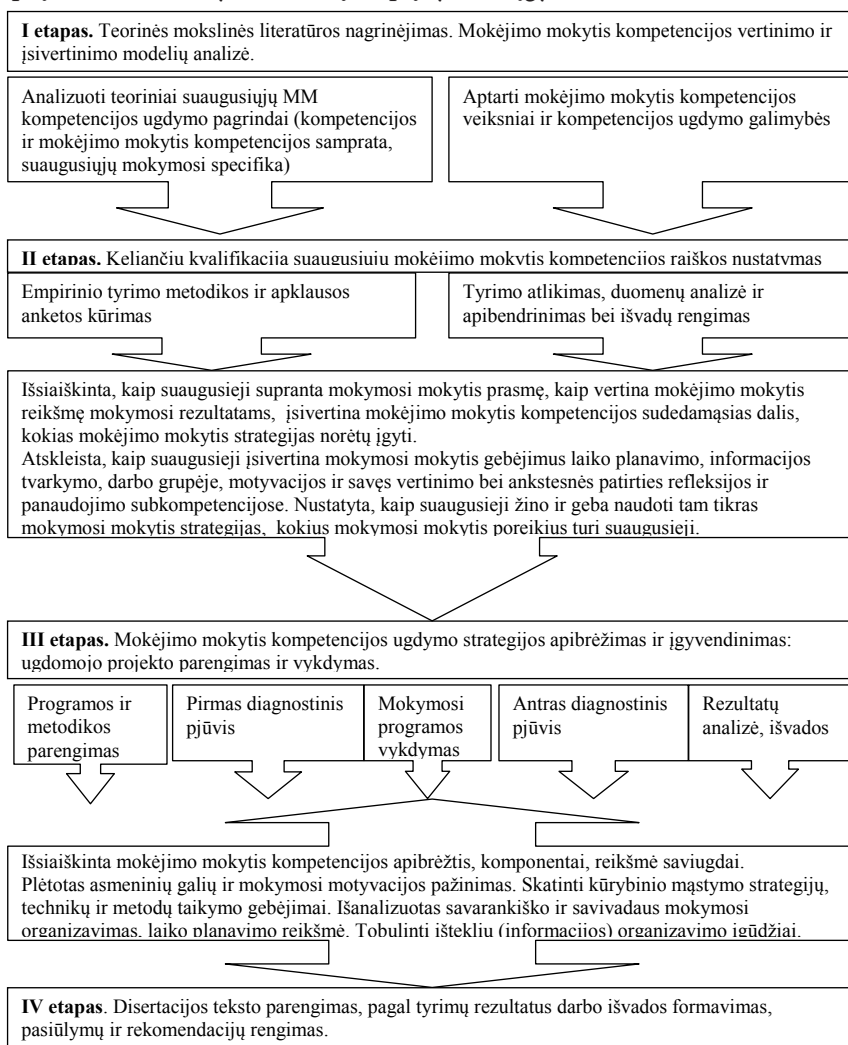 I etapas. Teorinės mokslinės literatūros nagrinėjimas. Mokėjimo mokytis kompetencijos vertinimo ir
įsivertinimo modelių analizė.
Analizuoti teoriniai suaugusiųjų MM
kompetencijos ugdymo pagrindai (kompetencijos
ir mokėjimo mokytis kompetencijos samprata,
suaugusiųjų mokymosi specifika)
Aptarti mokėjimo mokytis kompetencijos
veiksniai ir kompetencijos ugdymo galimybės
II etapas. Keliančių kvalifikaciją suaugusiųjų mokėjimo mokytis kompetencijos raiškos nustatymas
Empirinio tyrimo metodikos ir apklausos
anketos kūrimas
Tyrimo atlikimas, duomenų analizė ir
apibendrinimas bei išvadų rengimas
Išsiaiškinta, kaip suaugusieji supranta mokymosi mokytis prasmę, kaip vertina mokėjimo mokytis
reikšmę mokymosi rezultatams, įsivertina mokėjimo mokytis kompetencijos sudedamąsias dalis,
kokias mokėjimo mokytis strategijas norėtų įgyti.
Atskleista, kaip suaugusieji įsivertina mokymosi mokytis gebėjimus laiko planavimo, informacijos
tvarkymo, darbo grupėje, motyvacijos ir savęs vertinimo bei ankstesnės patirties refleksijos ir
panaudojimo subkompetencijose. Nustatyta, kaip suaugusieji žino ir geba naudoti tam tikras
mokymosi mokytis strategijas, kokius mokymosi mokytis poreikius turi suaugusieji.
III etapas. Mokėjimo mokytis kompetencijos ugdymo strategijos apibrėžimas ir įgyvendinimas:
ugdomojo projekto parengimas ir vykdymas.
Programos ir
metodikos
parengimas
Pirmas diagnostinis
pjūvis
Mokymosi
programos
vykdymas
Antras diagnostinis
pjūvis
Rezultatų
analizė, išvados
Išsiaiškinta mokėjimo mokytis kompetencijos apibrėžtis, komponentai, reikšmė saviugdai.
Plėtotas asmeninių galių ir mokymosi motyvacijos pažinimas. Skatinti kūrybinio mąstymo strategijų,
technikų ir metodų taikymo gebėjimai. Išanalizuotas savarankiško ir savivadaus mokymosi
organizavimas, laiko planavimo reikšmė. Tobulinti išteklių (informacijos) organizavimo įgūdžiai.
IV etapas. Disertacijos teksto parengimas, pagal tyrimų rezultatus darbo išvados formavimas,
pasiūlymų ir rekomendacijų rengimas.